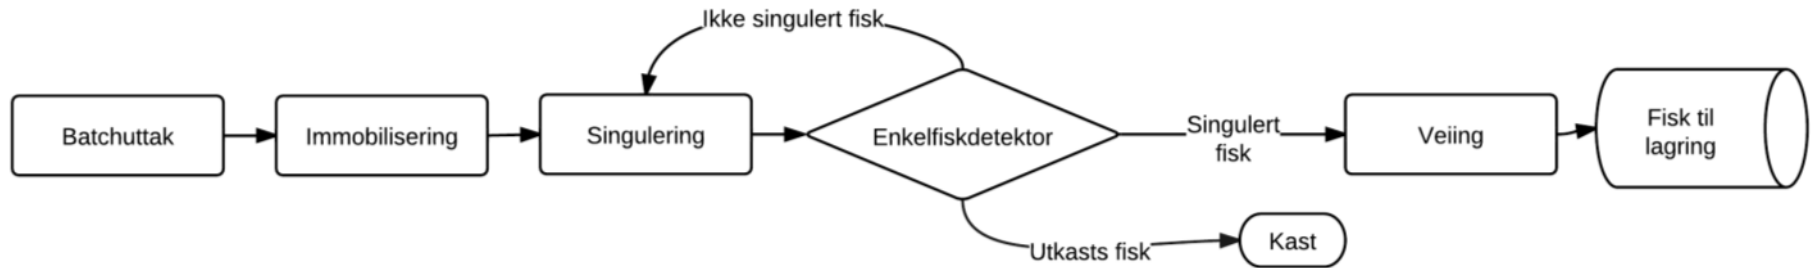 Ikke singulert fisk
Batchuttak
Immobilisering
Singulering
Enkelfiskdetektor
Singulert
fisk
Veiing
Fisk til
lagring
Utkasts fisk
Kast